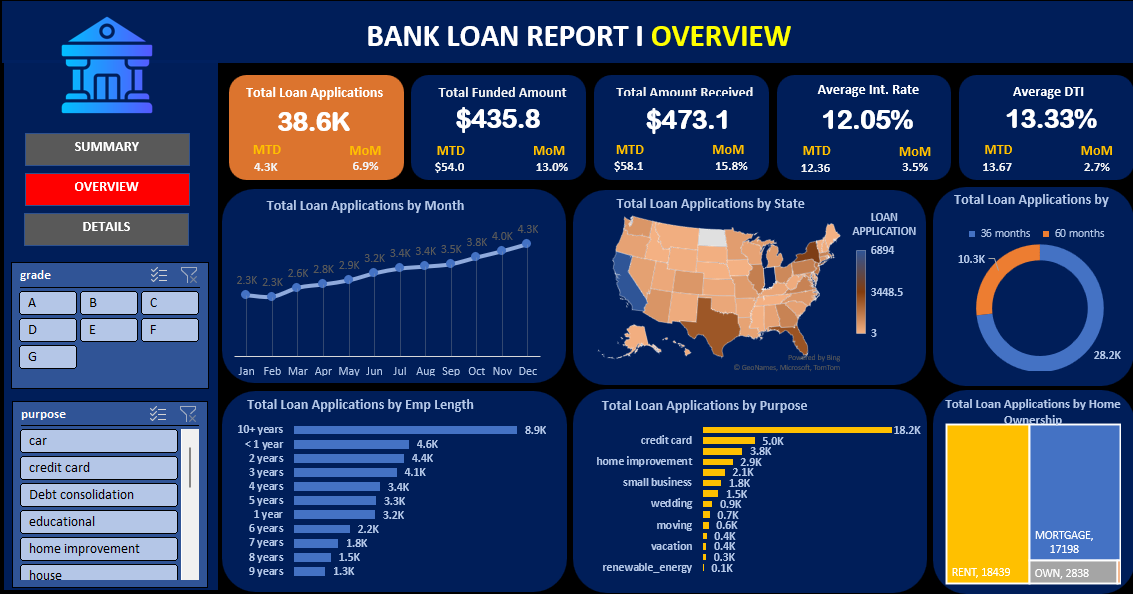 BANK LOAN REPORT I OVERVIEW
SUMMARY
OVERVIEW
DETAILS
grade
A
B
C
D
E
F
G
purpose
car
credit card
Debt consolidation
educational
home improvement
house
Total Loan Applications
38.6K
MTD
MoM
4.3K
6.9%
Total Funded Amount
$435.8
MTD
MoM
$54.0
13.0%
Total Amount Received
$473.1
MTD
MoM
$58.1
15.8%
Average Int. Rate
12.05%
MTD
MoM
12.36
3.5%
Average DTI
13.33%
MTD
MoM
13.67
2.7%
Total Loan Applications by Month
2.3K 2.3K 2.6K 2.8K 2.9K 3.2K 3.4K 3.4K 3.5K 3.8K 4.0K 4.3K
Jan Feb Mar Apr May Jun Jul Aug Sep Oct Nov Dec
Total Loan Applications by State
LOAN
APPLICATION
6894
3448.5
3
Powered by Bing
© GeoNames, Microsoft, TomTom
Total Loan Applications by
36 months
60 months
10.3K
28.2K
Total Loan Applications by Emp Length
10+ years 8.9K
< 1 year 4.6K
2 years 4.4K
3 years 4.1K
4 years 3.4K
5 years 3.3K
1 year 3.2K
6 years 2.2K
7 years 1.8K
8 years 1.5K
9 years 1.3K
Total Loan Applications by Purpose
18.2K
credit card 5.0K
3.8K
home improvement 2.9K
2.1K
small business 1.8K
1.5K
wedding 0.9K
0.7K
moving 0.6K
0.4K
vacation 0.4K
0.3K
renewable_energy 0.1K
Total Loan Applications by Home
Ownership
MORTGAGE,
17198
RENT, 18439
OWN, 2838